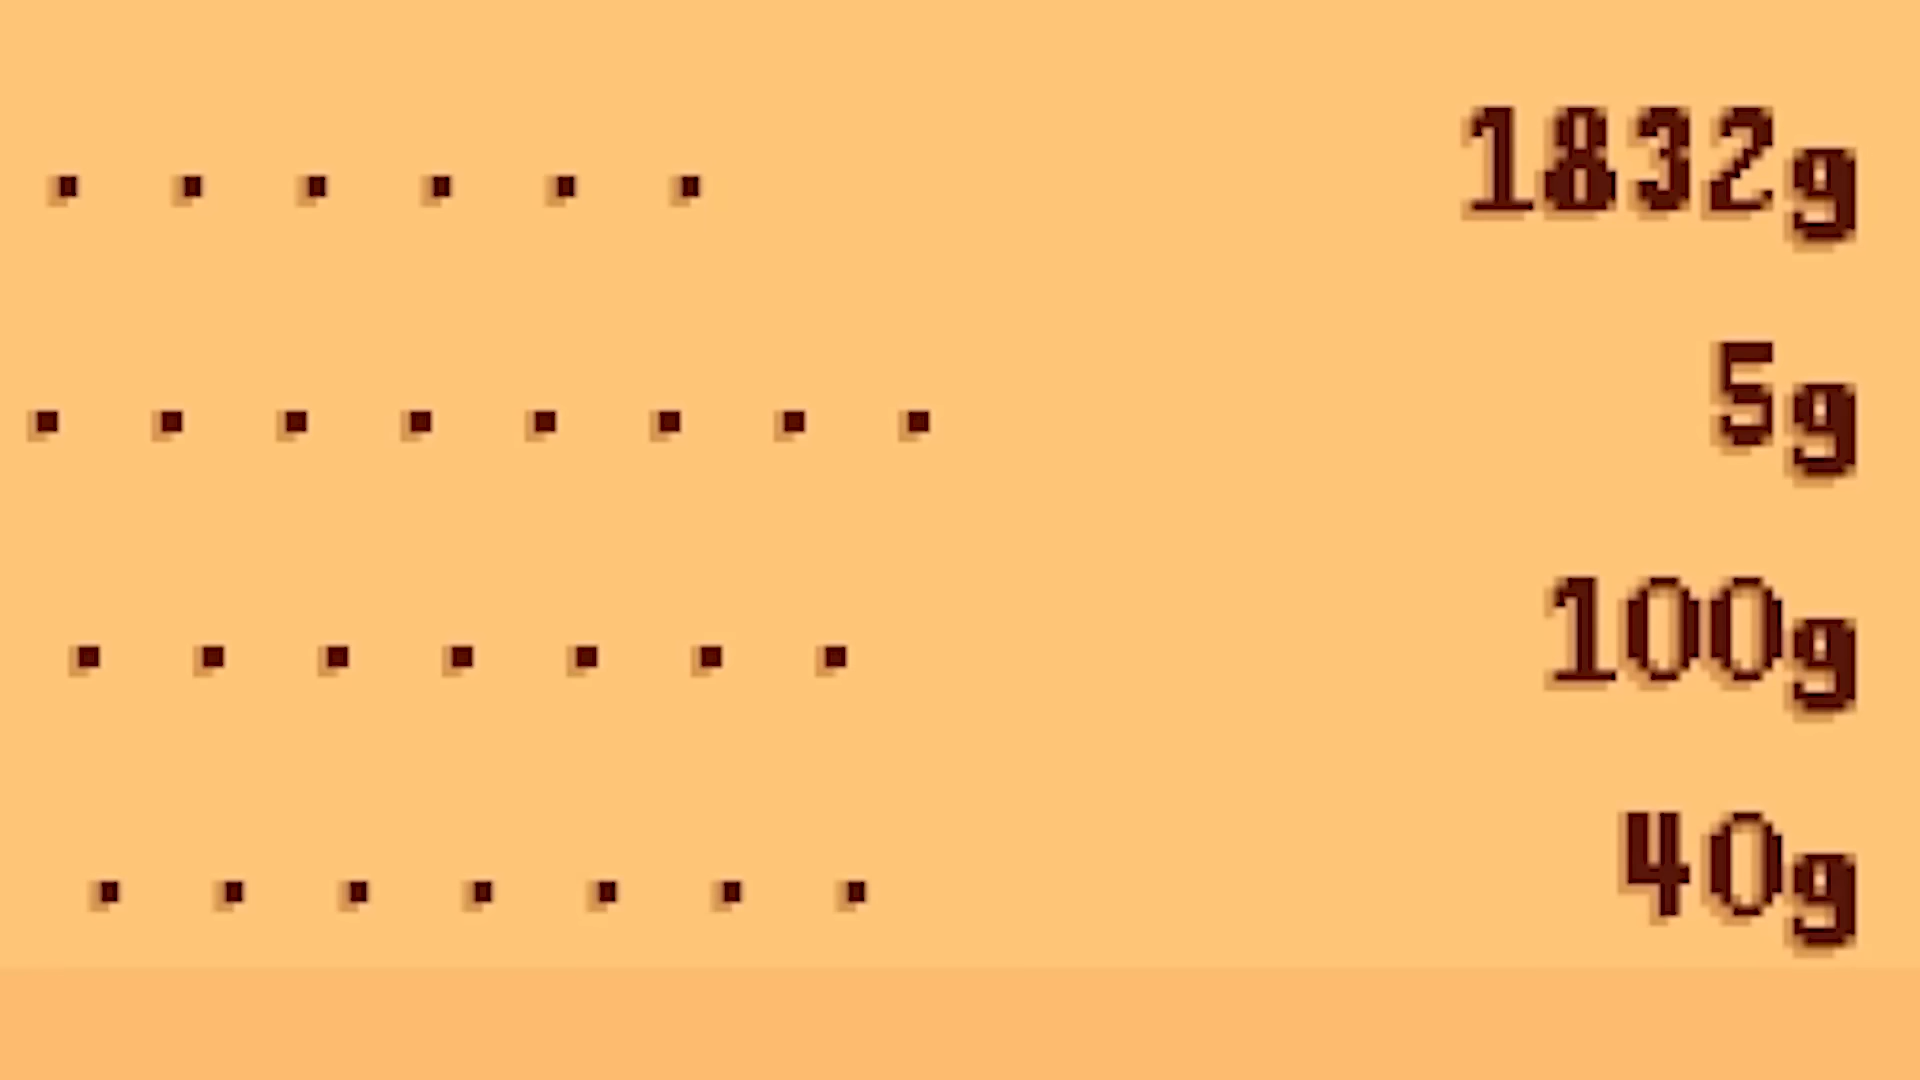 . . . . . . 1832g
. . . . . . . . 5g
. . . . . . . 100g
. . . . . . . 40g